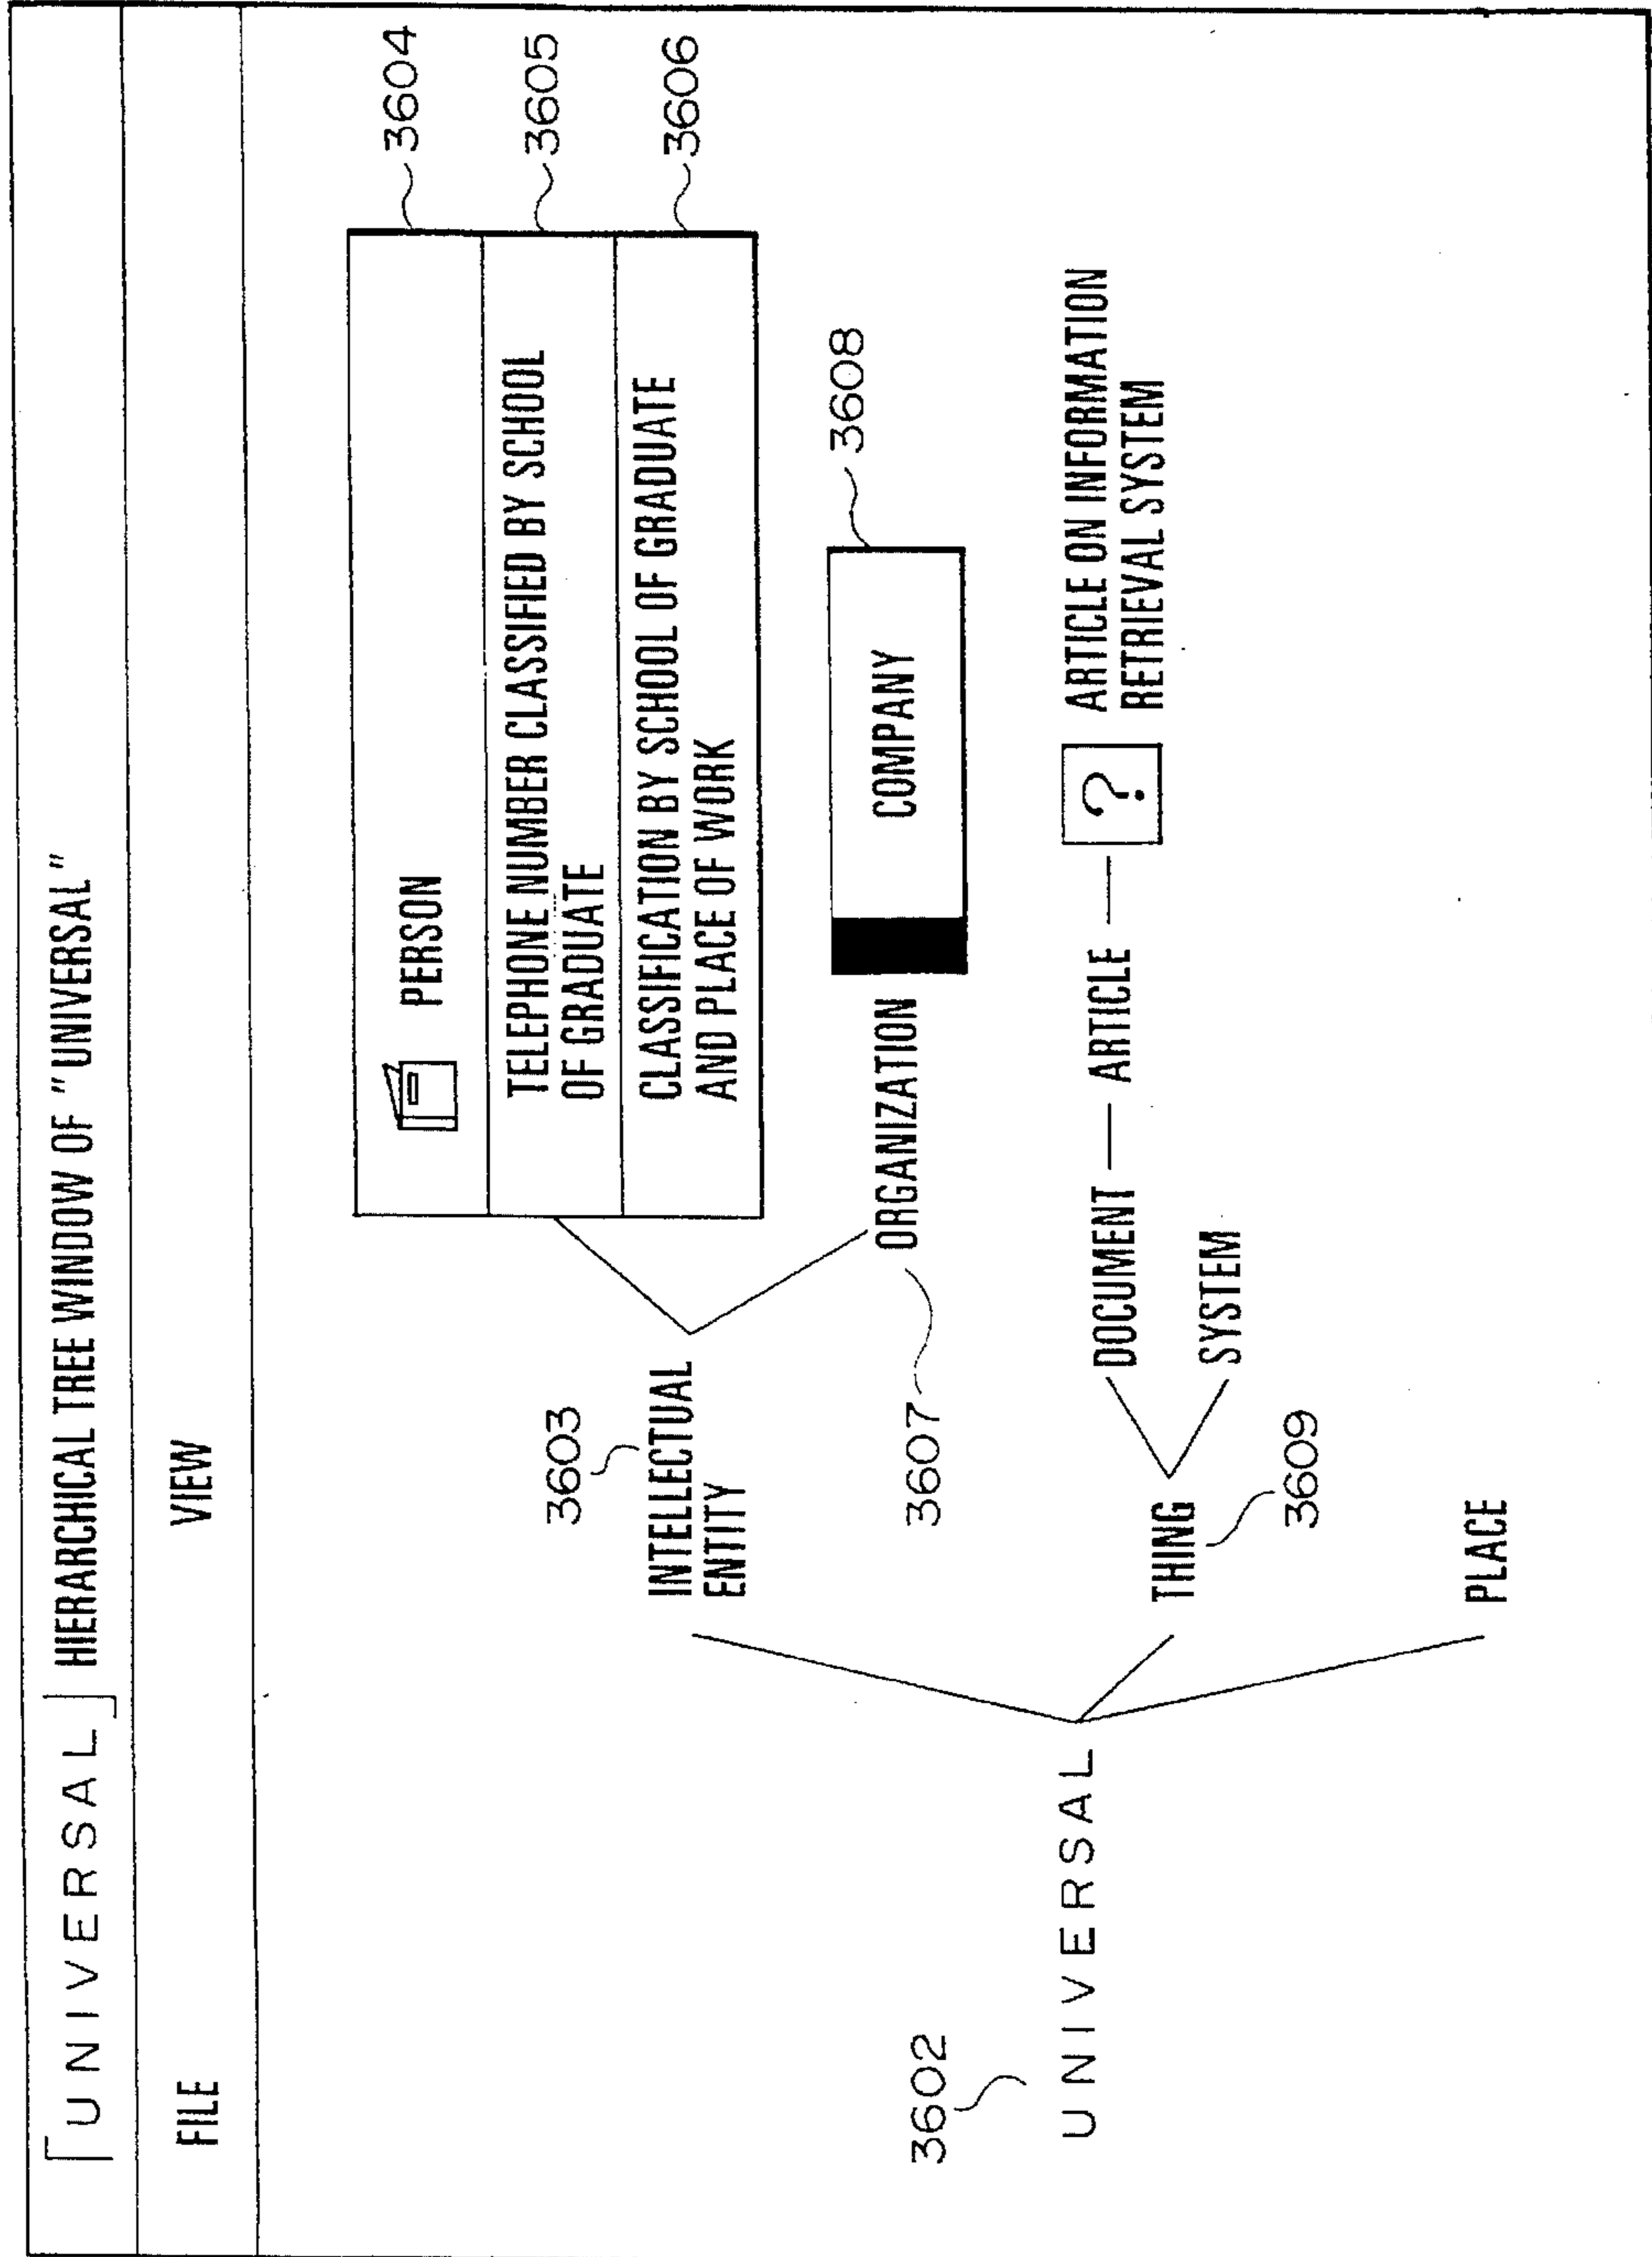 「UNIVERSAL」 HIERARCHICAL TREE WINDOW OF "UNIVERSAL"
FILE VIEW
3604
PERSON
3605
TELEPHONE NUMBER CLASSIFIED BY SCHOOL
OF GRADUATE
3606
CLASSIFICATION BY SCHOOL OF GRADUATE
AND PLACE OF WORK
3603
INTELLECTUAL
ENTITY
3608
COMPANY
ORGANIZATION
3607
3602
UNIVERSAL
DOCUMENT — ARTICLE — ? ARTICLE ON INFORMATION
RETRIEVAL SYSTEM
THING
SYSTEM
3609
PLACE